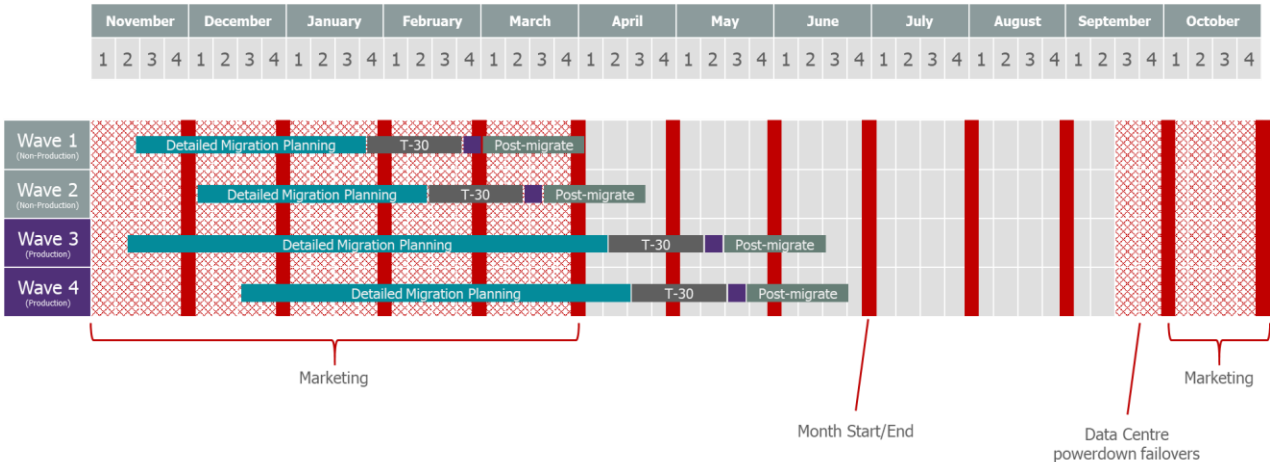 November December January February March April May June July August September October
1 2 3 4 1 2 3 4 1 2 3 4 1 2 3 4 1 2 3 4 1 2 3 4 1 2 3 4 1 2 3 4 1 2 3 4 1 2 3 4 1 2 3 4 1 2 3 4
Wave 1
(Non-Production)
Detailed Migration Planning T-30 Post-migrate
Wave 2
(Non-Production)
Detailed Migration Planning T-30 Post-migrate
Wave 3
(Production)
Detailed Migration Planning T-30 Post-migrate
Wave 4
(Production)
Detailed Migration Planning T-30 Post-migrate
Marketing
Marketing
Month Start/End
Data Centre
powerdown failovers